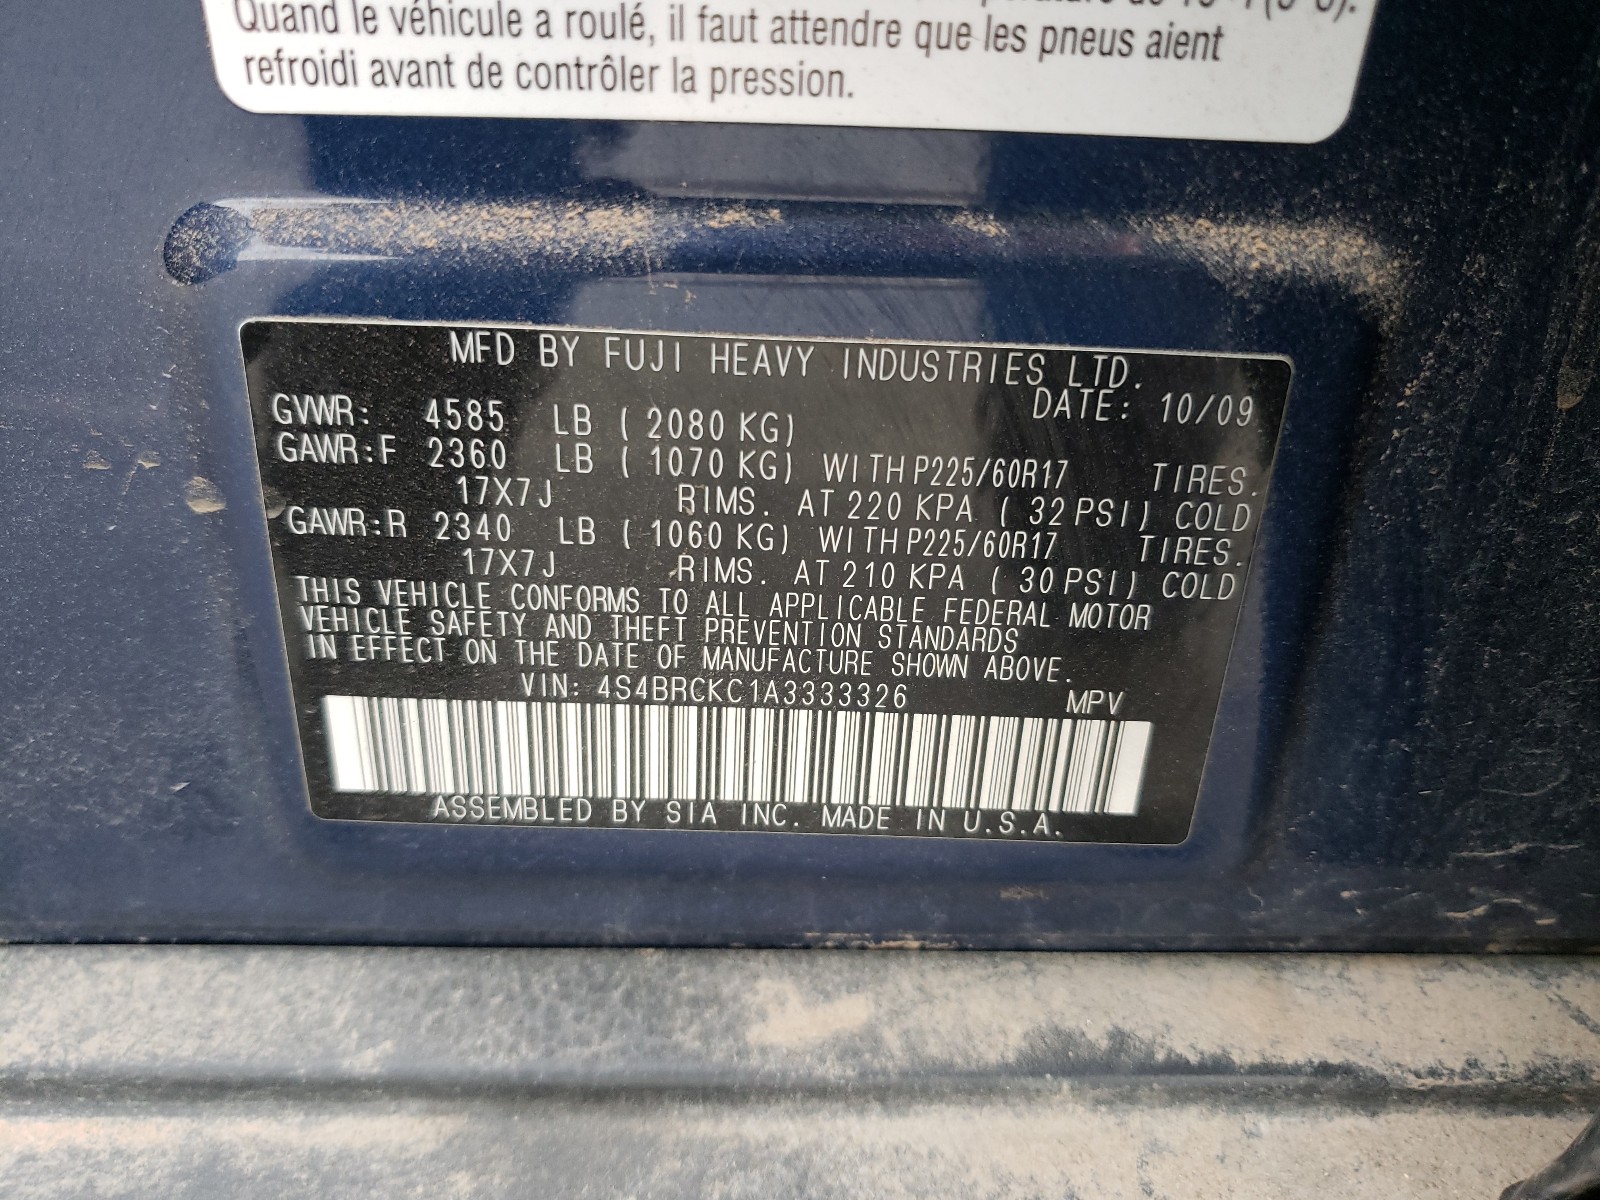 Quand le véhicule a roulé, il faut attendre que les pneus aient
refroidi avant de contrôler la pression.
MFD BY FUJI HEAVY INDUSTRIES LTD.
DATE: 10/09
GVWR: 4585 LB ( 2080 KG)
GAWR:F 2360 LB ( 1070 KG) WITH P225/60R17 TIRES.
17X7J RIMS. AT 220 KPA ( 32 PSI) COLD
GAWR:R 2340 LB ( 1060 KG) WITH P225/60R17 TIRES.
17X7J RIMS. AT 210 KPA ( 30 PSI) COLD
THIS VEHICLE CONFORMS TO ALL APPLICABLE FEDERAL MOTOR
VEHICLE SAFETY AND THEFT PREVENTION STANDARDS
IN EFFECT ON THE DATE OF MANUFACTURE SHOWN ABOVE.
VIN: 4S4BRCKC1A3333326 MPV
ASSEMBLED BY SIA INC. MADE IN U.S.A.